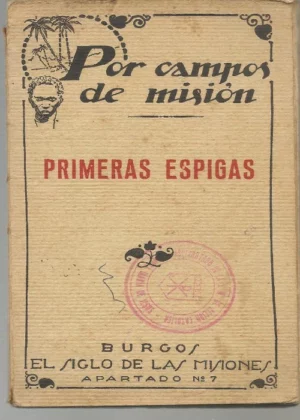 Por campos
de misión
PRIMERAS ESPIGAS
BURGOS
EL SIGLO DE LAS MISIONES
APARTADO Nº 7